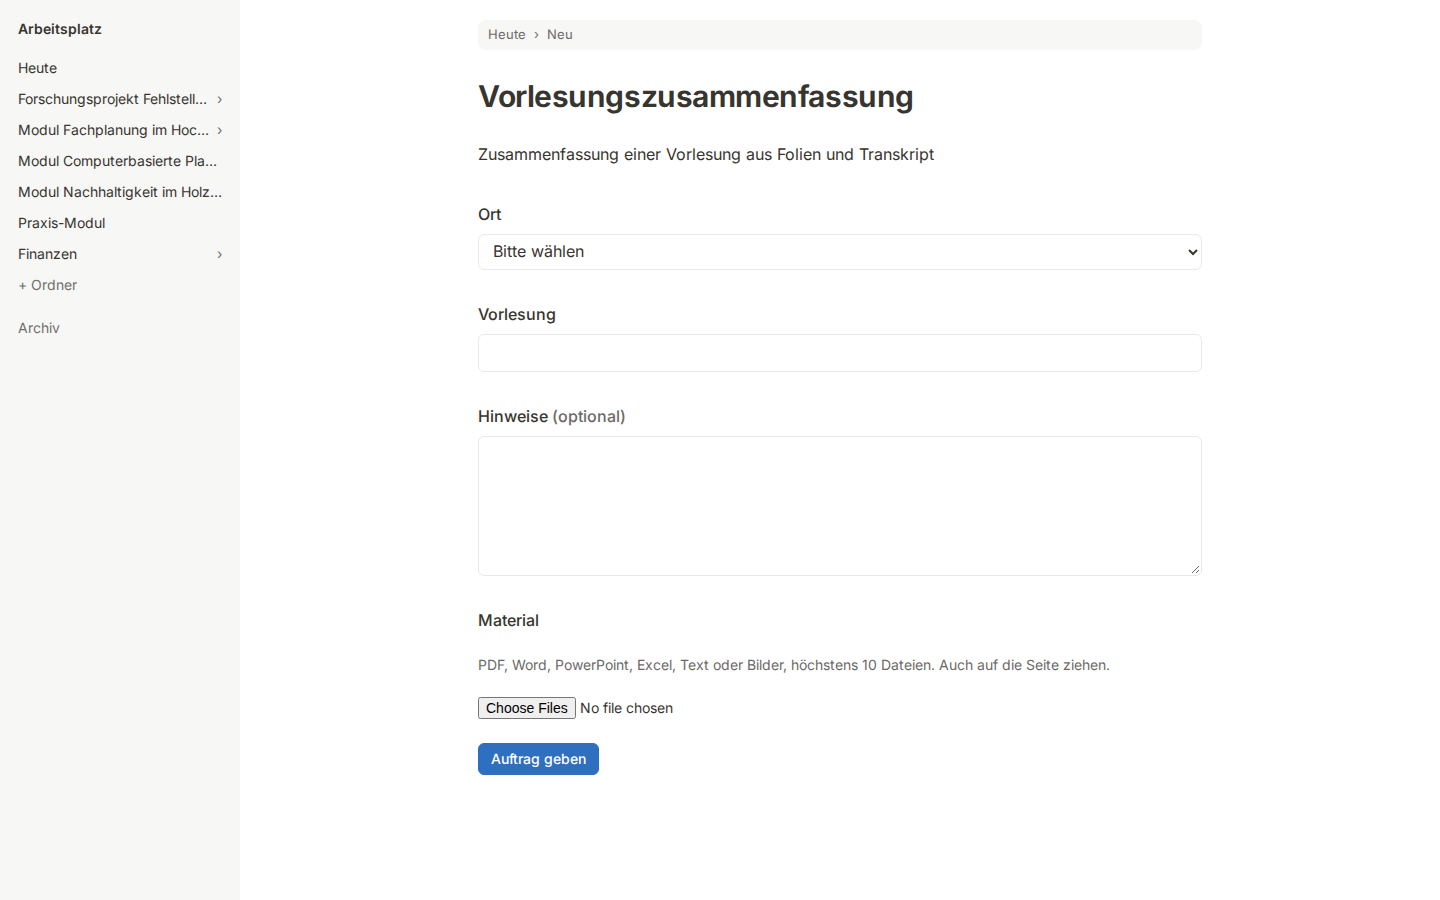 Arbeitsplatz
Heute
Forschungsprojekt Fehlstell... ›
Modul Fachplanung im Hoc... ›
Modul Computerbasierte Pla...
Modul Nachhaltigkeit im Holz...
Praxis-Modul
Finanzen ›
+ Ordner
Archiv
Heute › Neu
Vorlesungszusammenfassung
Zusammenfassung einer Vorlesung aus Folien und Transkript
Ort
Bitte wählen
Vorlesung
Hinweise (optional)
Material
PDF, Word, PowerPoint, Excel, Text oder Bilder, höchstens 10 Dateien. Auch auf die Seite ziehen.
Choose Files No file chosen
Auftrag geben